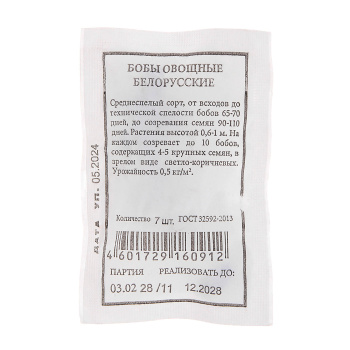 БОБЫ ОВОЩНЫЕ
БЕЛОРУССКИЕ
Среднеспелый сорт, от всходов до
технической спелости бобов 65-70
дней, до созревания семян 90-110
дней. Растения высотой 0,6-1 м. На
каждом созревает до 10 бобов,
содержащих 4-5 крупных семян, в
зрелом виде светло-коричневых.
Урожайность 0,5 кг/м².
Количество 7 шт. ГОСТ 32592-2013
4 601729 160912
ПАРТИЯ РЕАЛИЗОВАТЬ ДО:
03.02 28 /11 12.2028
ДАТА УП. 05.2024